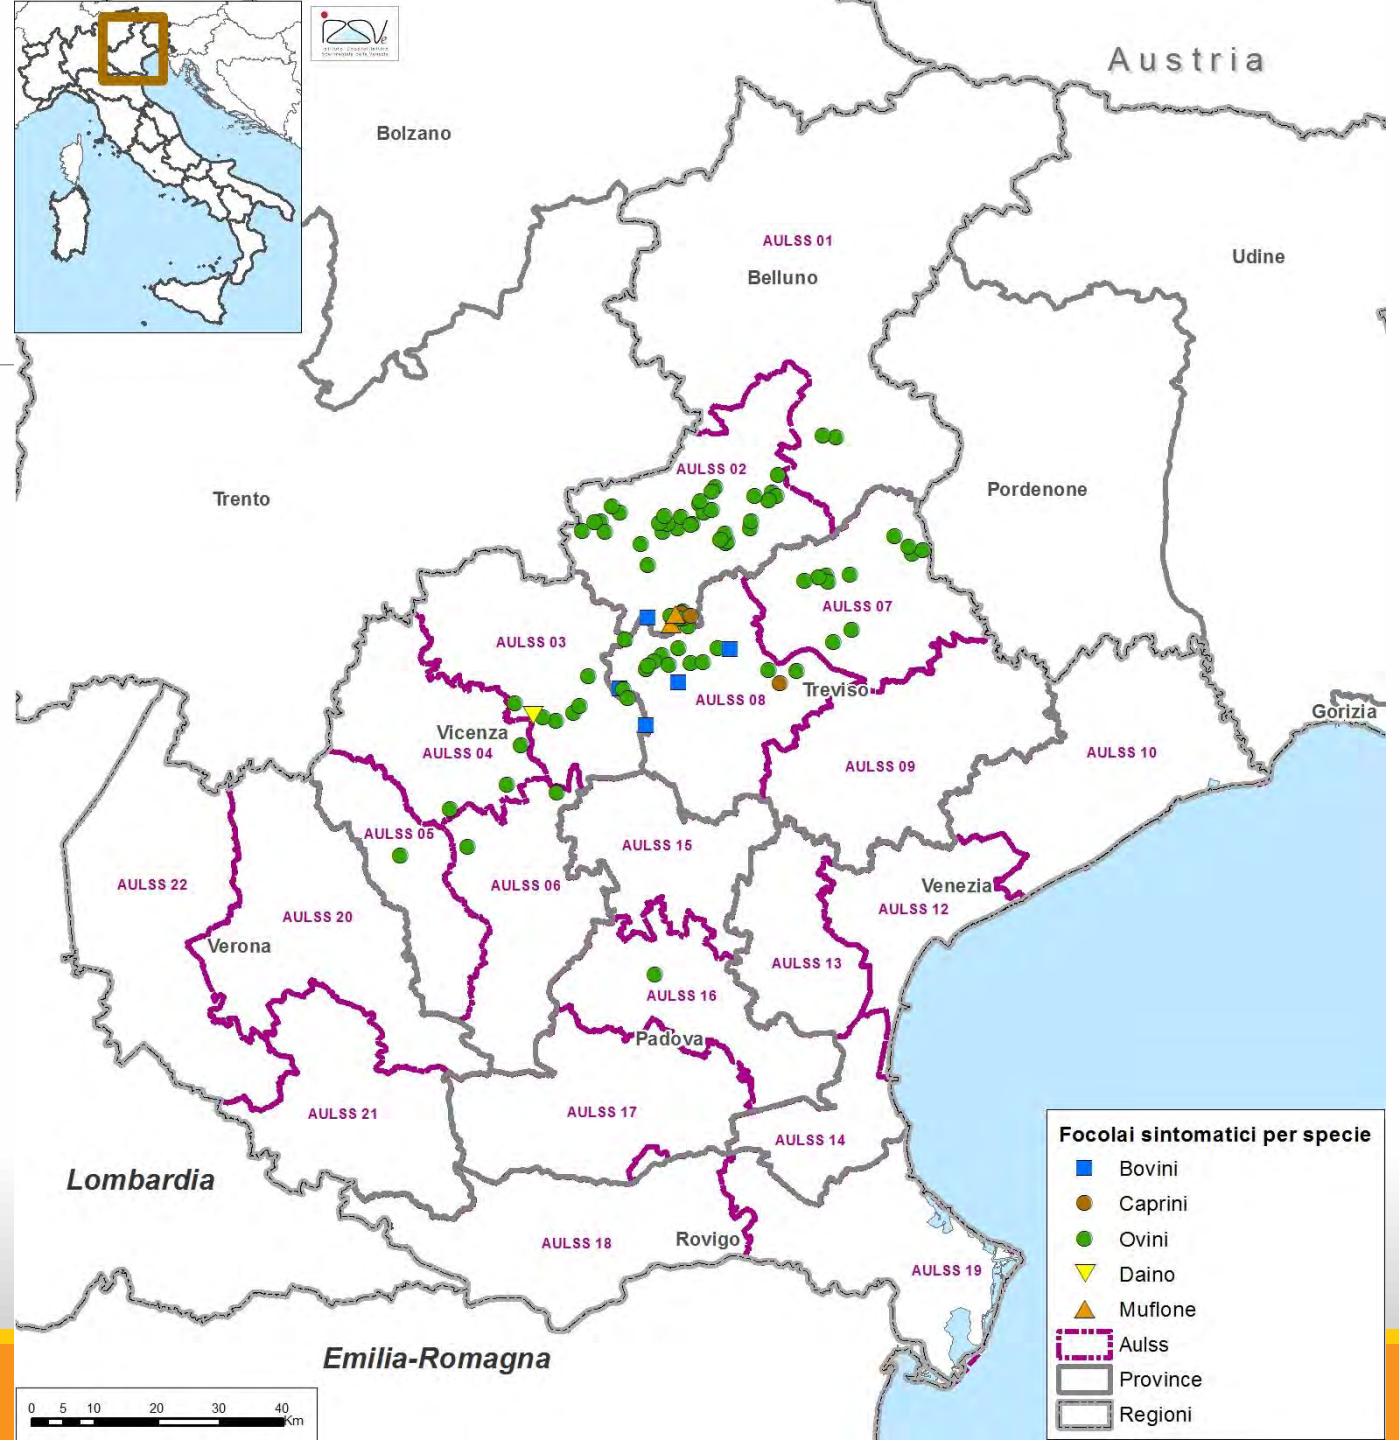 IZSVe
Austria
Bolzano
AULSS 01
Belluno
Udine
AULSS 02
Trento
Pordenone
AULSS 07
AULSS 03
Treviso
AULSS 08
Gorizia
Vicenza
AULSS 04
AULSS 10
AULSS 09
AULSS 05
AULSS 15
AULSS 22
AULSS 06
Venezia
AULSS 12
AULSS 20
Verona
AULSS 13
AULSS 16
Padova
AULSS 21
AULSS 17
AULSS 14
Lombardia
Rovigo
AULSS 18
AULSS 19
Emilia-Romagna
Focolai sintomatici per specie
Bovini
Caprini
Ovini
Daino
Muflone
Aulss
Province
Regioni
0 5 10 20 30 40
Km